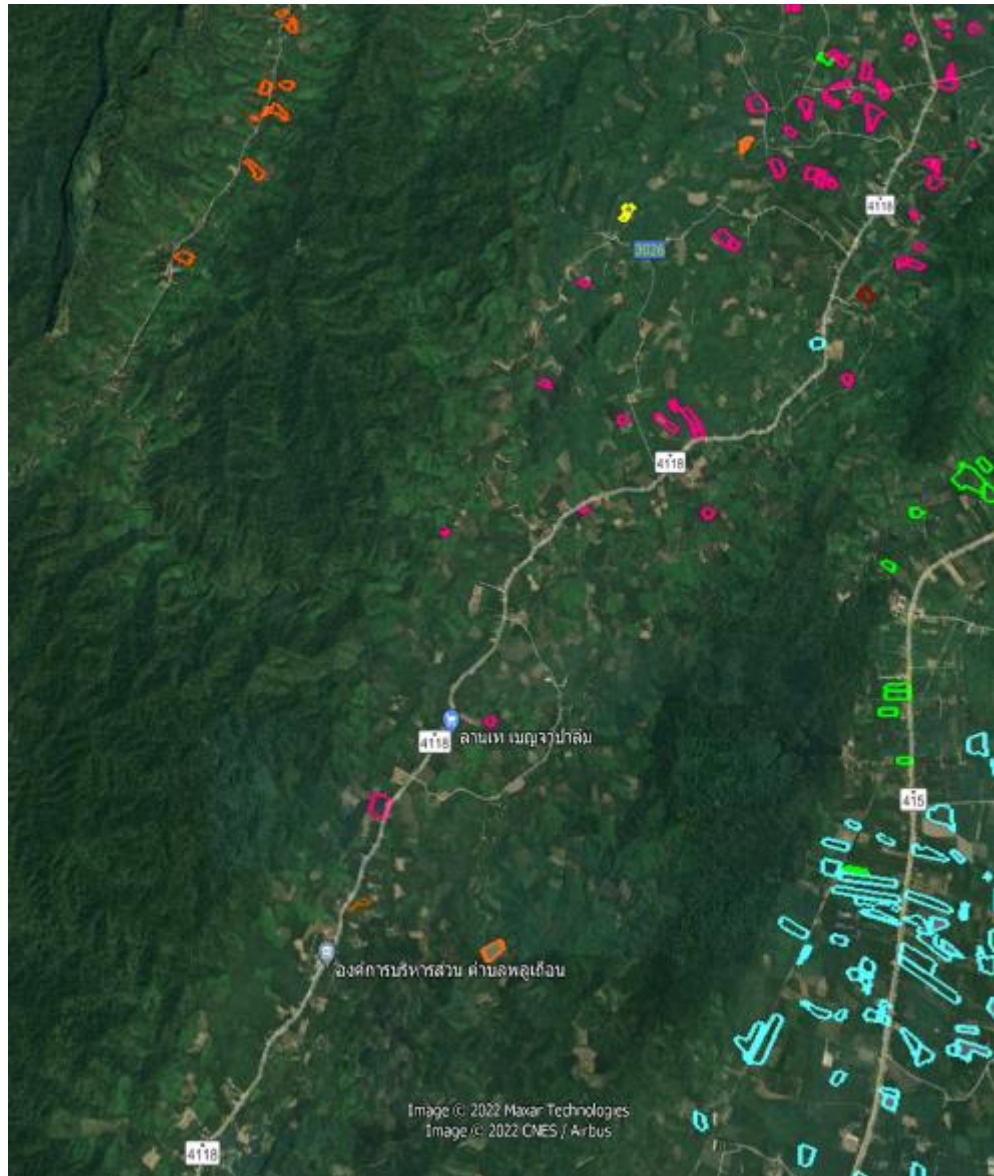 4118
3026
4118
ลานเท เบญจาปาล์ม
4118
415
องค์การบริหารส่วน ตำบลพลูเถื่อน
Image © 2022 Maxar Technologies
Image © 2022 CNES / Airbus
4118